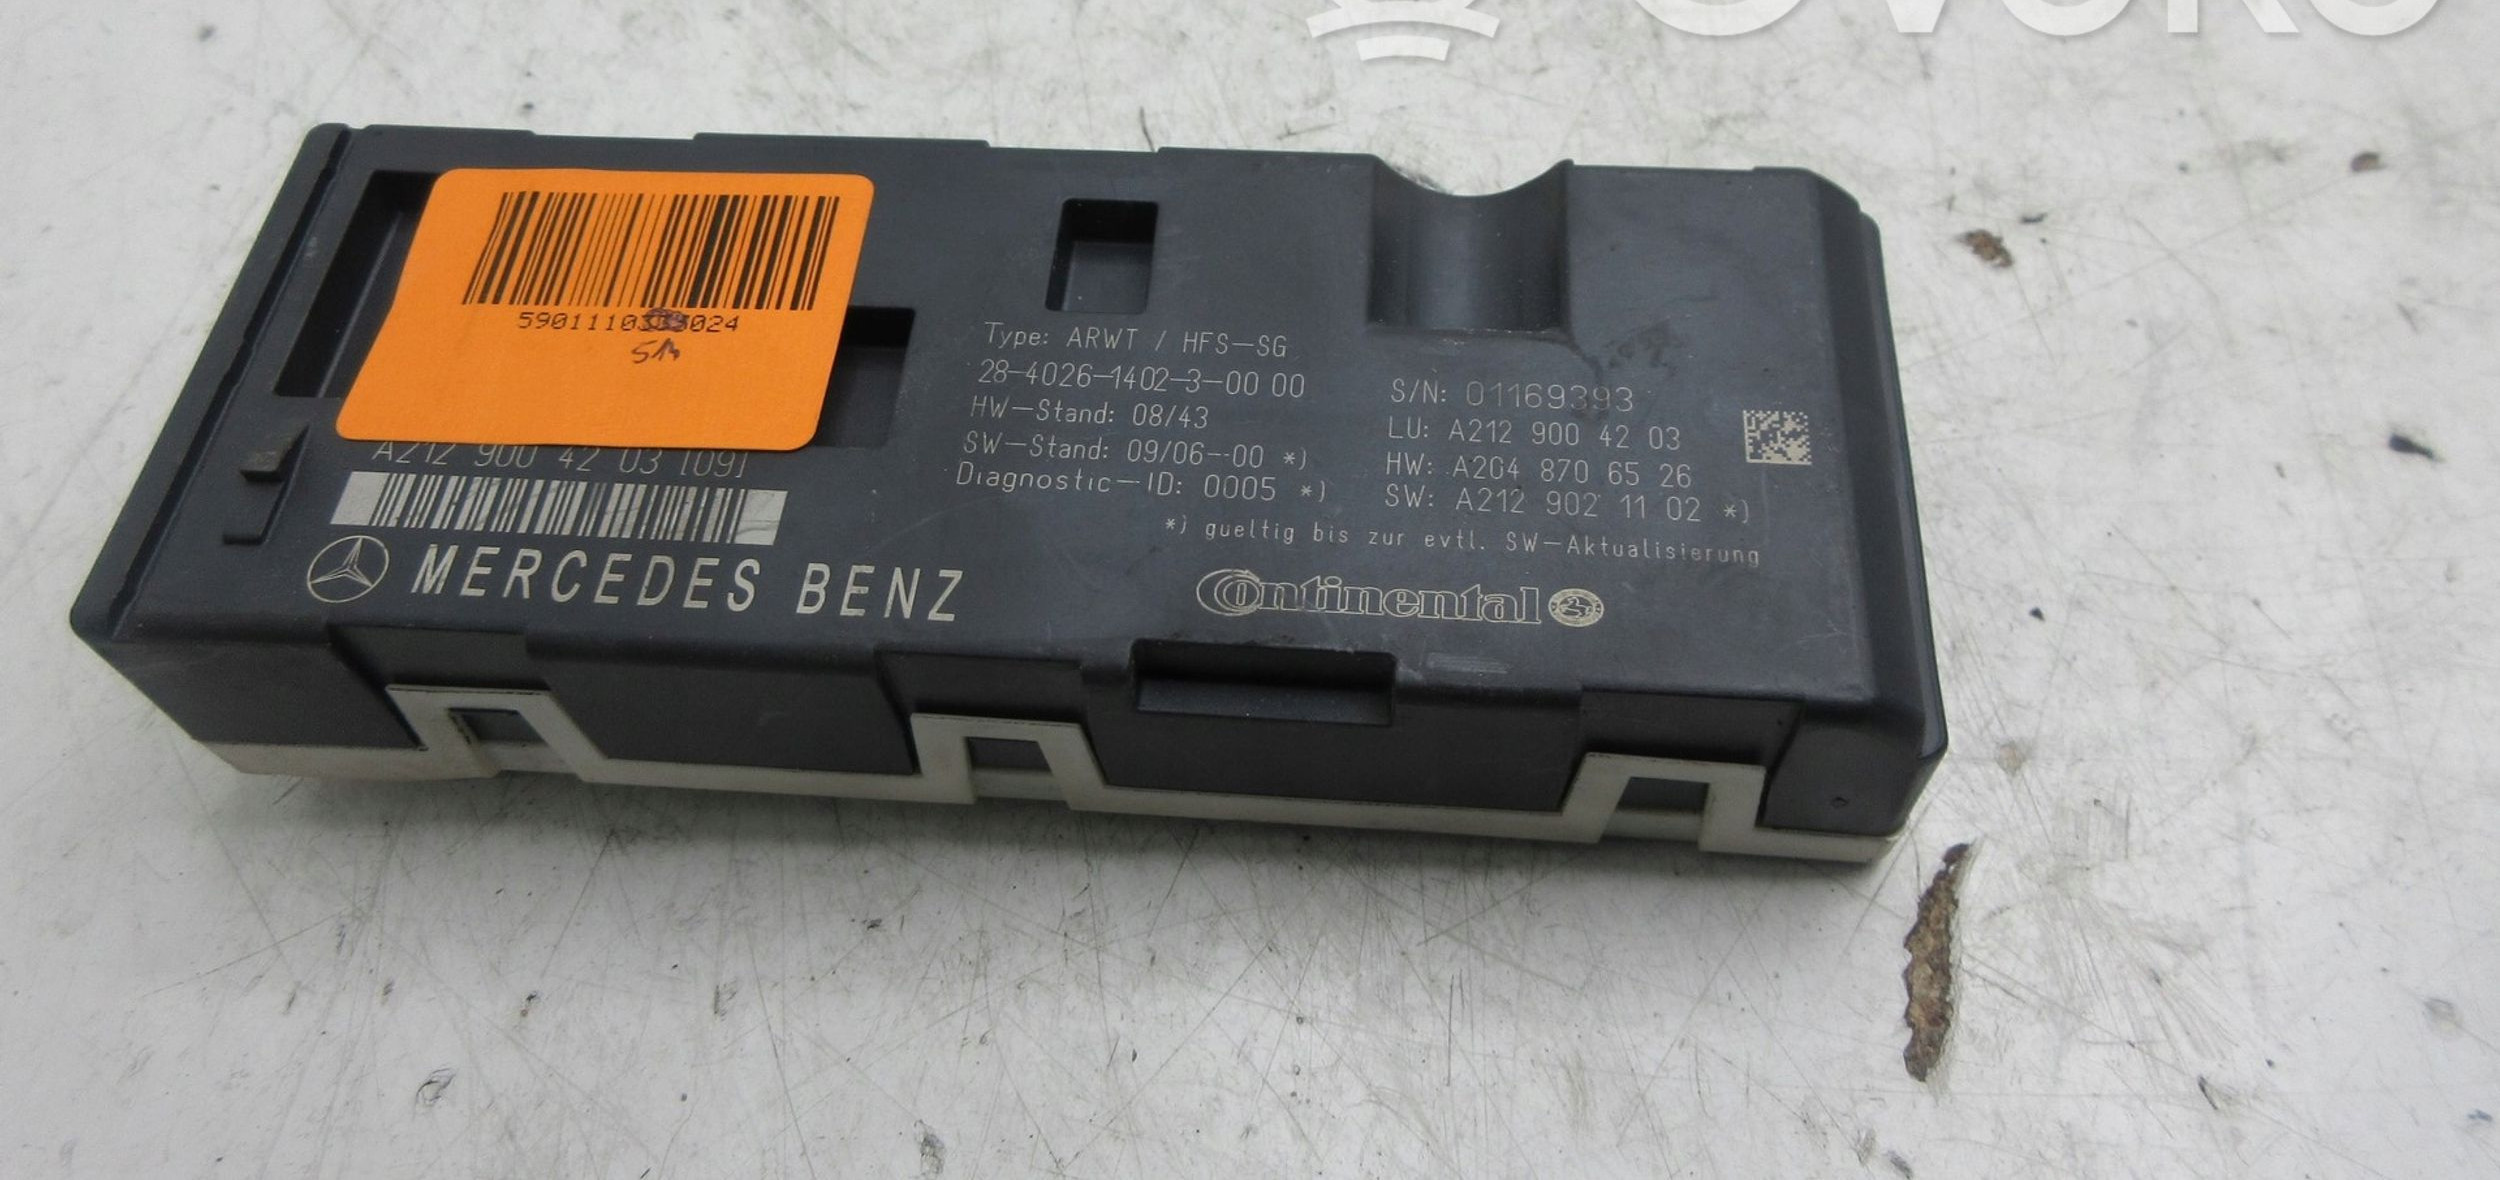 5901110
024
A212 900 42 03 [09]
MERCEDES BENZ
Type: ARWT / HFS-SG
28-4026-1402-3-00 00
HW-Stand: 08/43
SW-Stand: 09/06--00 *)
Diagnostic-ID: 0005 *)
S/N: 01169393
LU: A212 900 4 2 03
HW: A204 870 65 26
SW: A212 902 11 02 *)
*) gueltig bis zur evtl. SW-Aktualisierung
Continental